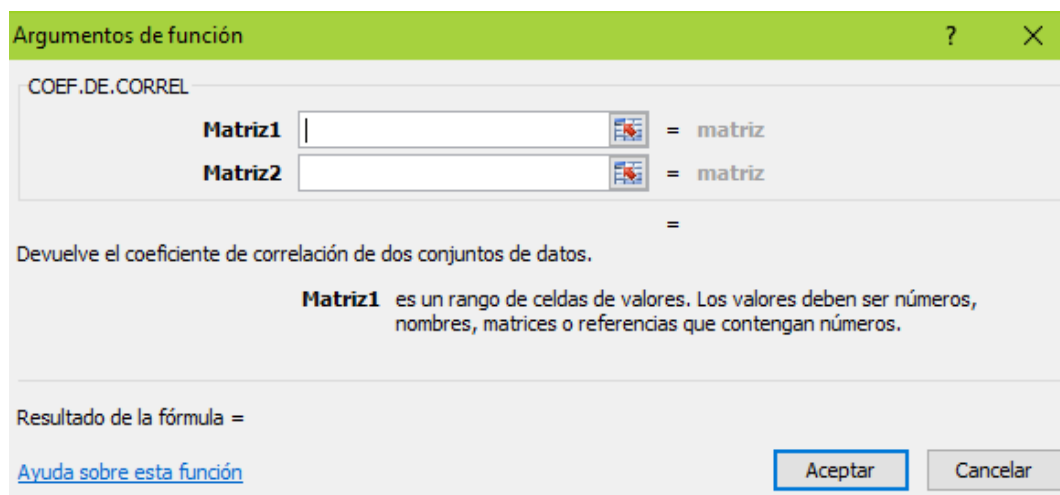 Argumentos de función ? X
COEF.DE.CORREL
Matriz1 = matriz
Matriz2 = matriz
=
Devuelve el coeficiente de correlación de dos conjuntos de datos.
Matriz1 es un rango de celdas de valores. Los valores deben ser números,
nombres, matrices o referencias que contengan números.
Resultado de la fórmula =
Ayuda sobre esta función Aceptar Cancelar